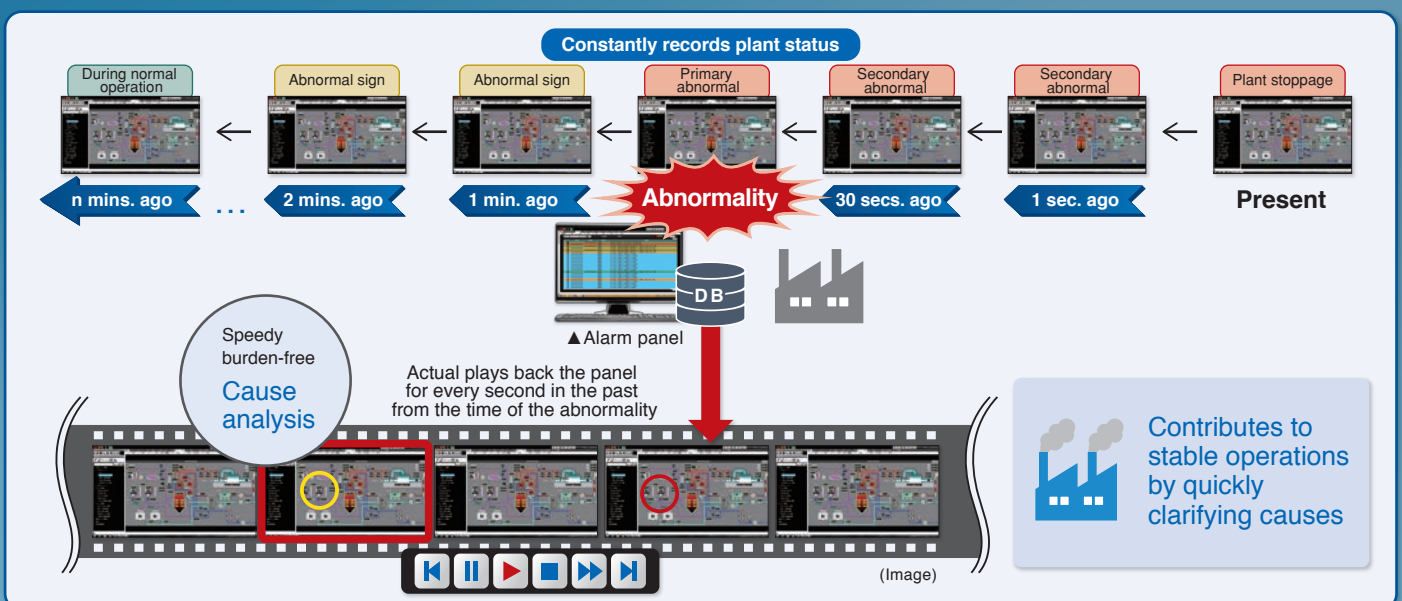 Constantly records plant status
During normal
operation
Abnormal sign
Abnormal sign
Primary
abnormal
Secondary
abnormal
Secondary
abnormal
Plant stoppage
n mins. ago
...
2 mins. ago
1 min. ago
Abnormality
30 secs. ago
1 sec. ago
Present
DB
▲Alarm panel
Speedy
burden-free
Cause
analysis
Actual plays back the panel
for every second in the past
from the time of the abnormality
Contributes to
stable operations
by quickly
clarifying causes
(Image)